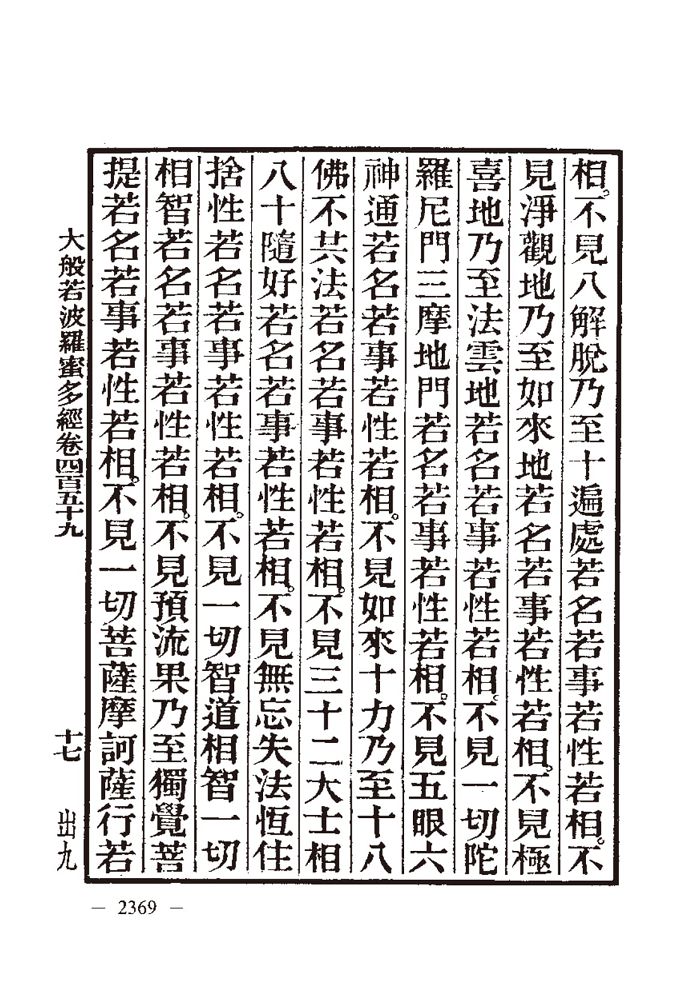 相。不見八解脫乃至十遍處若名若事若性若相。不
見淨觀地乃至如來地若名若事若性若相。不見極
喜地乃至法雲地若名若事若性若相。不見一切陀
羅尼門三摩地門若名若事若性若相。不見五眼六
神通若名若事若性若相。不見如來十力乃至十八
佛不共法若名若事若性若相。不見三十二大士相
八十隨好若名若事若性若相。不見無忘失法恆住
捨性若名若事若性若相。不見一切智道相智一切
相智若名若事若性若相。不見預流果乃至獨覺菩
提若名若事若性若相。不見一切菩薩摩訶薩行若
大般若波羅蜜多經卷四百五十九 十七 出九
— 2369 —